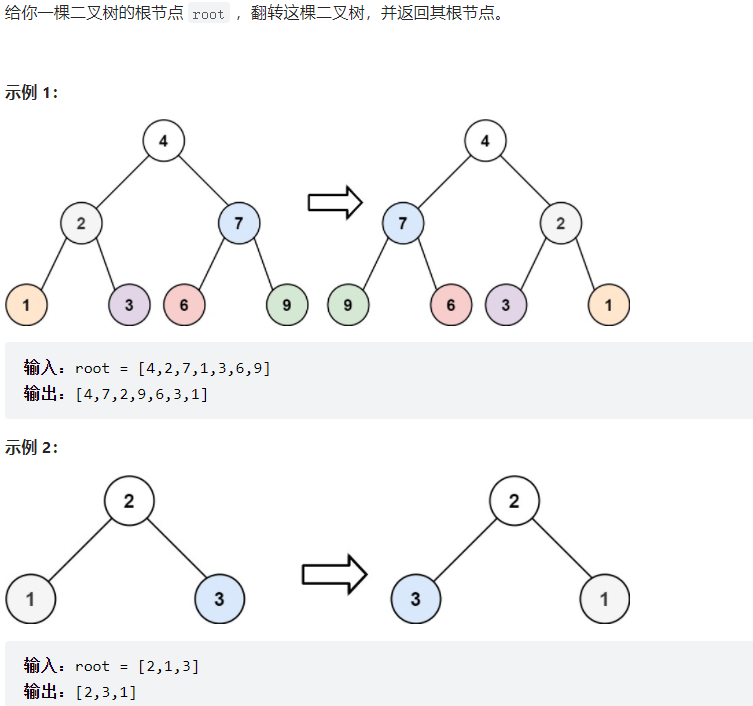 给你一棵二叉树的根节点 root ，翻转这棵二叉树，并返回其根节点。
示例 1：
4 4
2 7 7 2
1 3 6 9 9 6 3 1
输入：root = [4,2,7,1,3,6,9]
输出：[4,7,2,9,6,3,1]
示例 2：
2 2
1 3 3 1
输入：root = [2,1,3]
输出：[2,3,1]